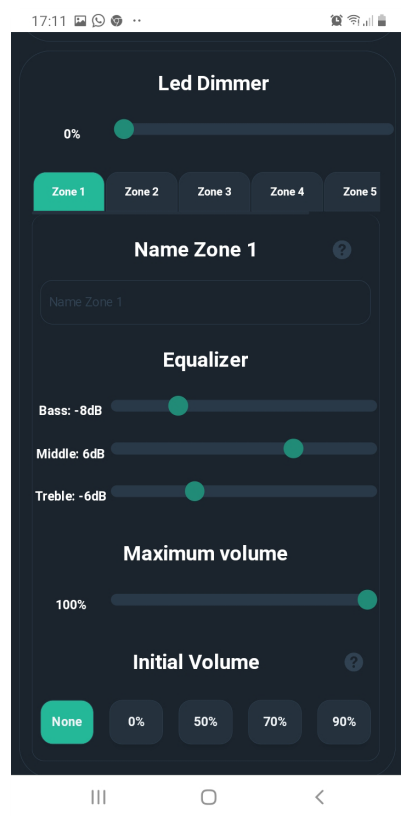 17:11
Led Dimmer
0%
Zone 1 Zone 2 Zone 3 Zone 4 Zone 5
Name Zone 1 ?
Name Zone 1
Equalizer
Bass: -8dB
Middle: 6dB
Treble: -6dB
Maximum volume
100%
Initial Volume ?
None 0% 50% 70% 90%